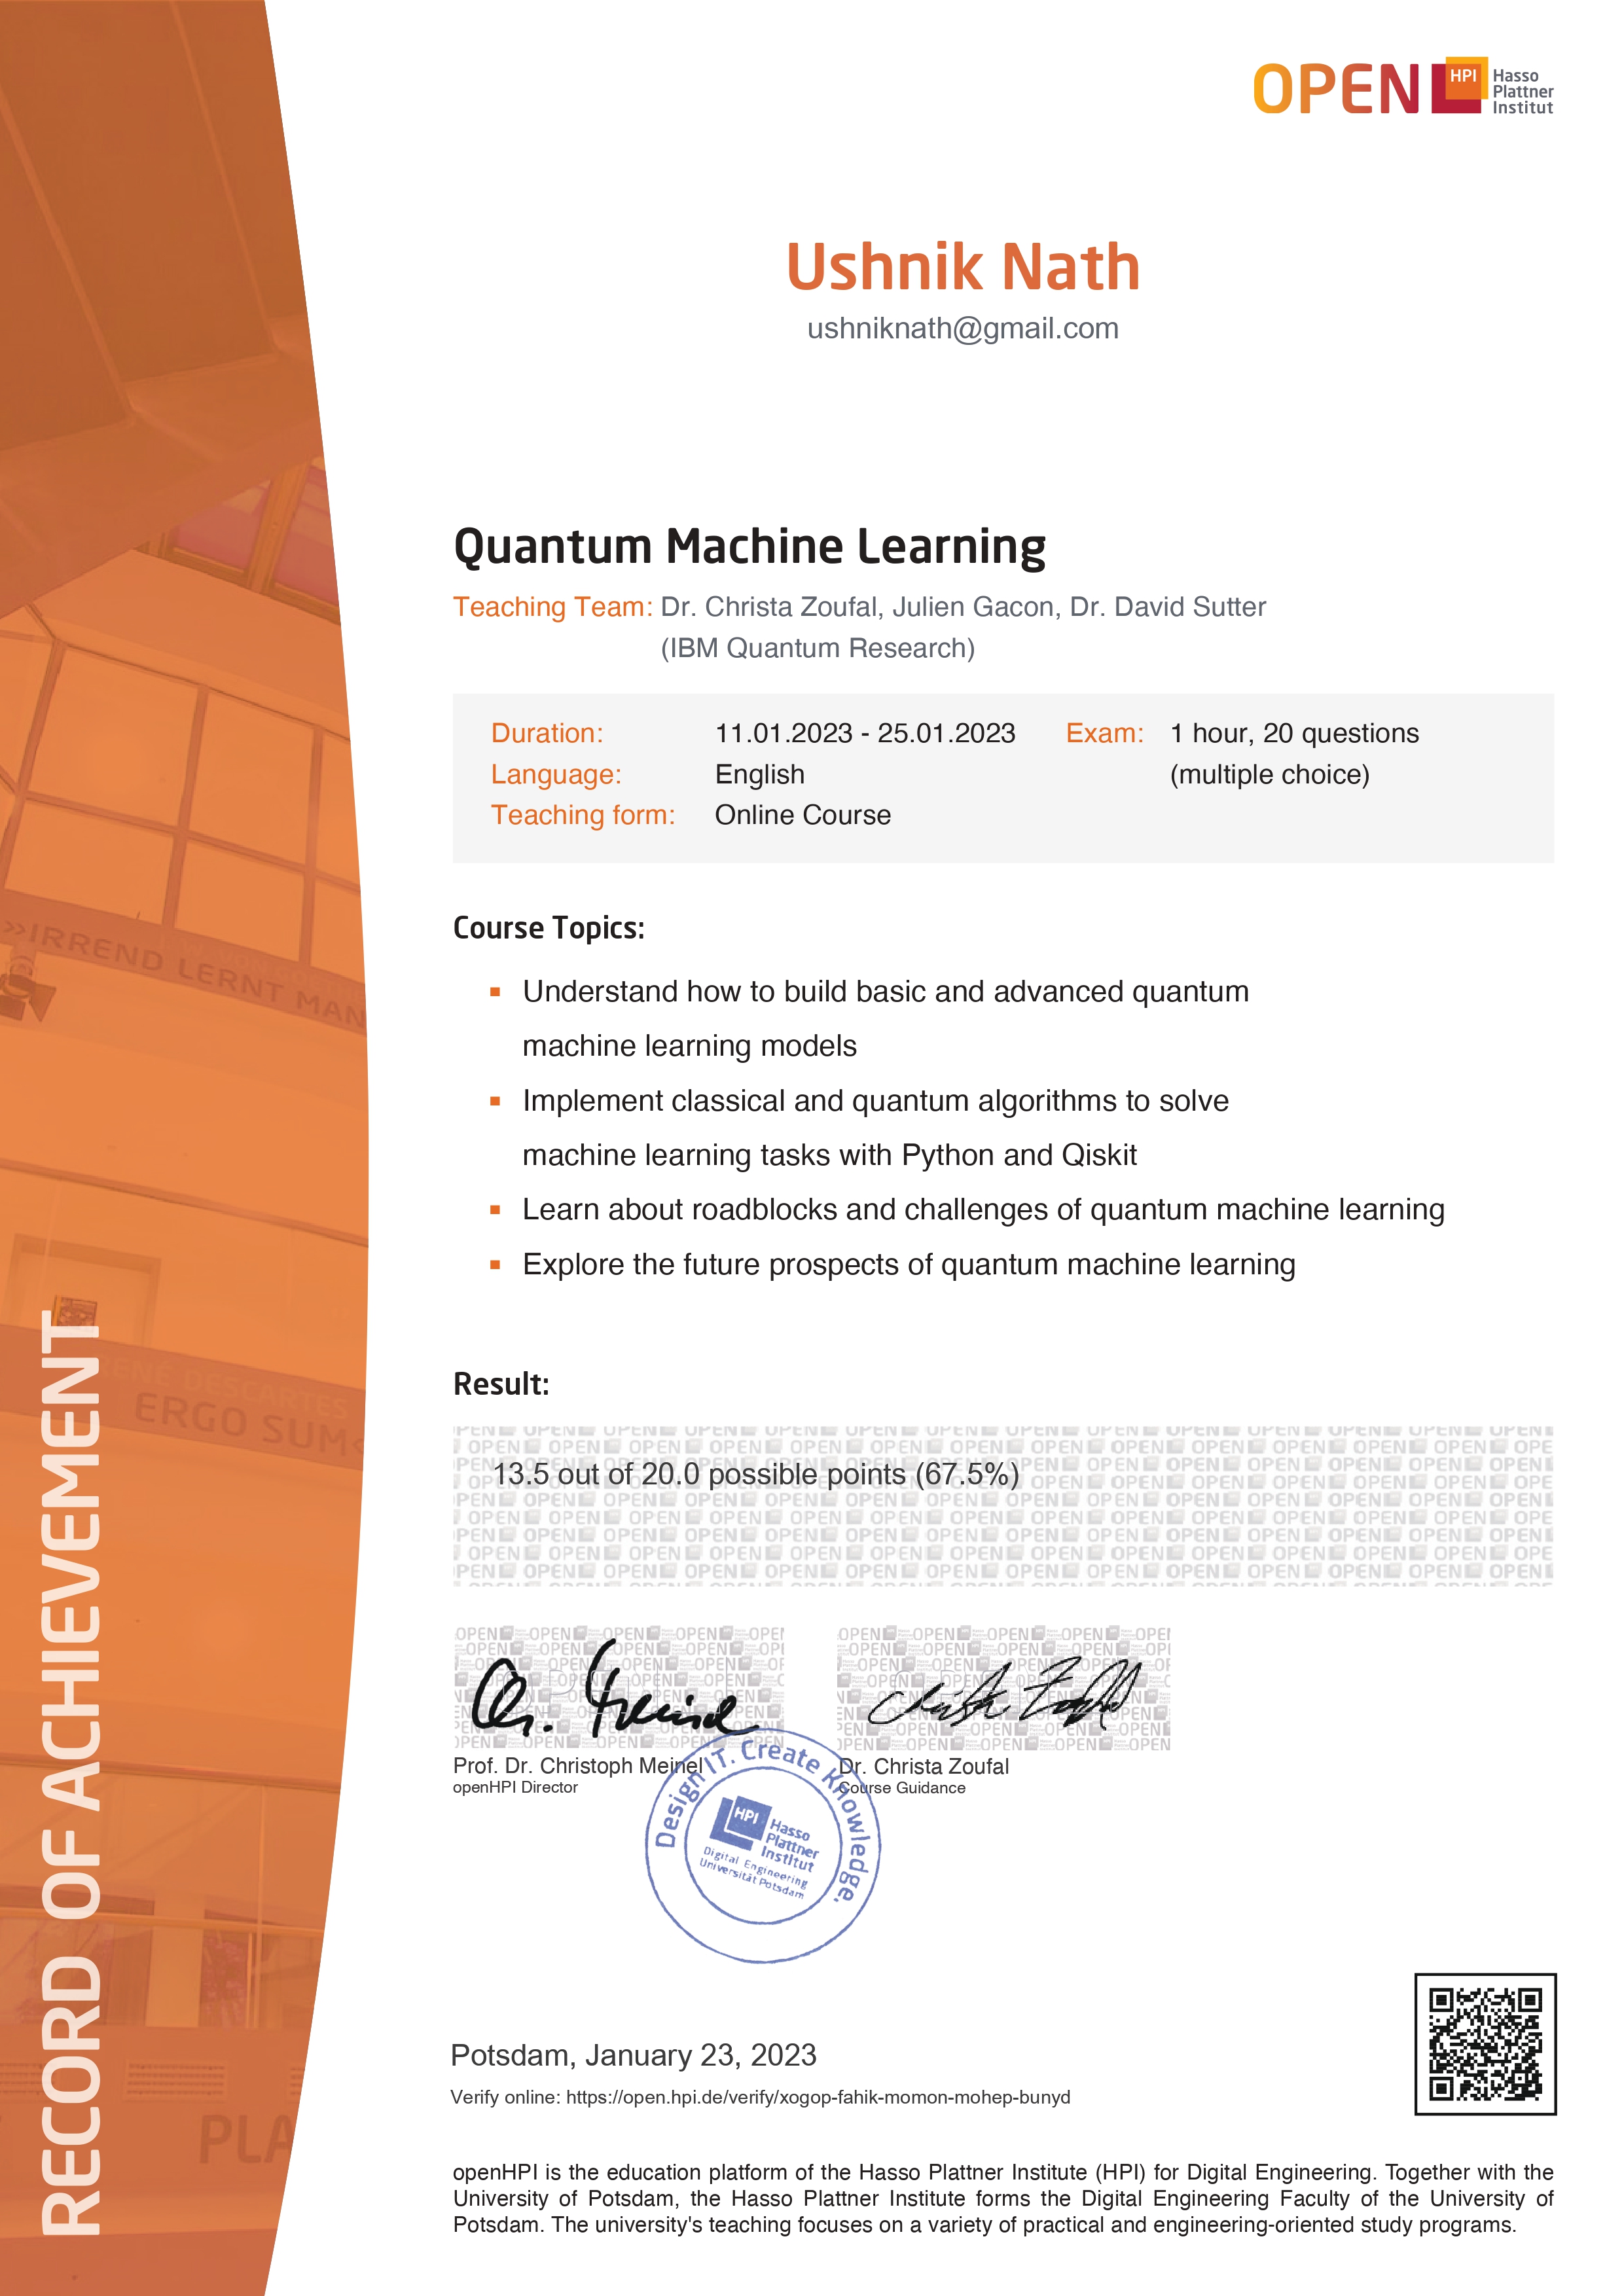 OPEN HPI Hasso
Plattner
Institut
Ushnik Nath
ushniknath@gmail.com
Quantum Machine Learning
Teaching Team: Dr. Christa Zoufal, Julien Gacon, Dr. David Sutter
(IBM Quantum Research)
Duration: 11.01.2023 - 25.01.2023 Exam: 1 hour, 20 questions
Language: English (multiple choice)
Teaching form: Online Course
Course Topics:
Understand how to build basic and advanced quantum
machine learning models
Implement classical and quantum algorithms to solve
machine learning tasks with Python and Qiskit
Learn about roadblocks and challenges of quantum machine learning
Explore the future prospects of quantum machine learning
Result:
13.5 out of 20.0 possible points (67.5%)
Prof. Dr. Christoph Meinel
openHPI Director
Dr. Christa Zoufal
Course Guidance
Design IT. Create Knowledge.
HPI Hasso
Plattner
Institut
Digital Engineering
Universität Potsdam
Potsdam, January 23, 2023
Verify online: https://open.hpi.de/verify/xogop-fahik-momon-mohep-bunyd
openHPI is the education platform of the Hasso Plattner Institute (HPI) for Digital Engineering. Together with the
University of Potsdam, the Hasso Plattner Institute forms the Digital Engineering Faculty of the University of
Potsdam. The university's teaching focuses on a variety of practical and engineering-oriented study programs.
RECORD OF ACHIEVEMENT
»IRREND LERNT MAN
RENÉ DESCARTES
ERGO SUM«
PLA